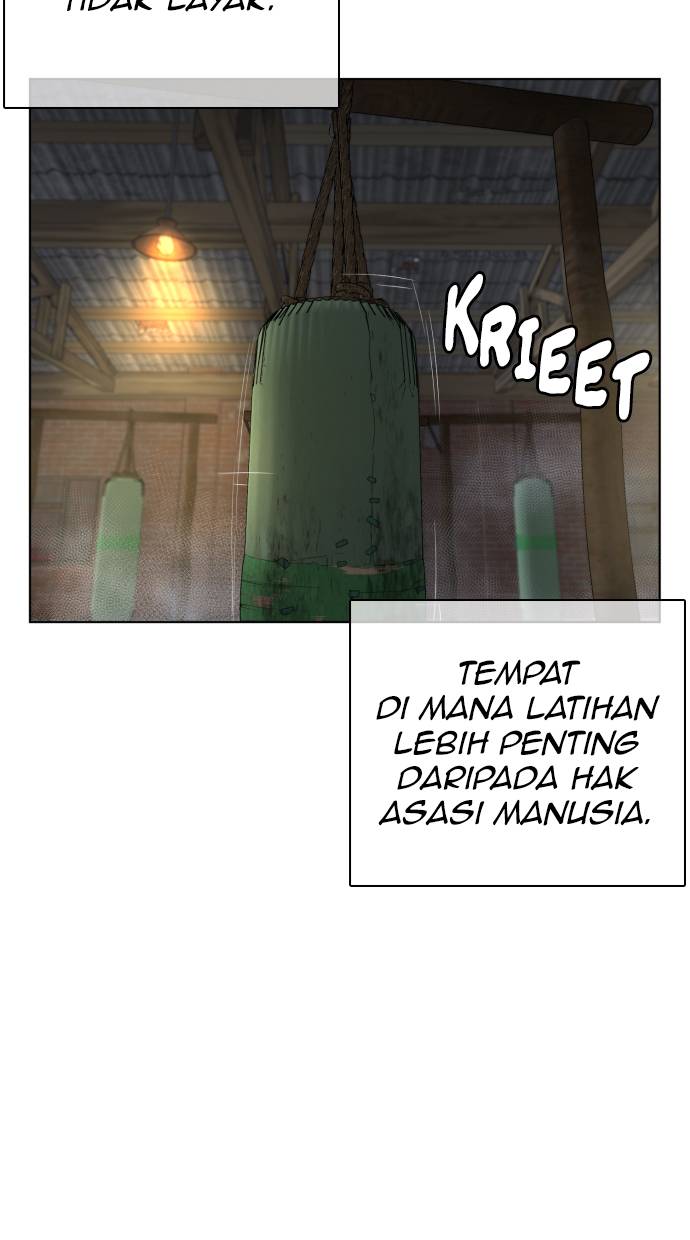 TIDAK LAYAK.
KRIEET
TEMPAT
DI MANA LATIHAN
LEBIH PENTING
DARIPADA HAK
ASASI MANUSIA.